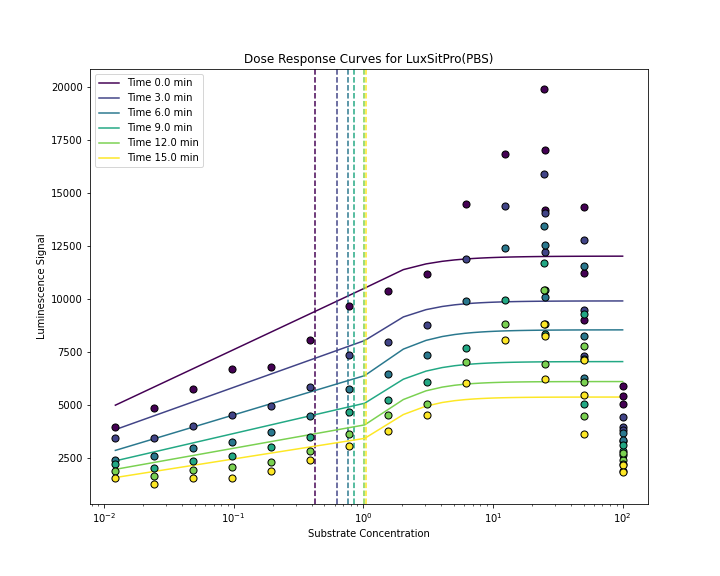 Dose Response Curves for LuxSitPro(PBS)
Time 0.0 min
Time 3.0 min
Time 6.0 min
Time 9.0 min
Time 12.0 min
Time 15.0 min
Luminescence Signal
20000
17500
15000
12500
10000
7500
5000
2500
10⁻² 10⁻¹ 10⁰ 10¹ 10²
Substrate Concentration